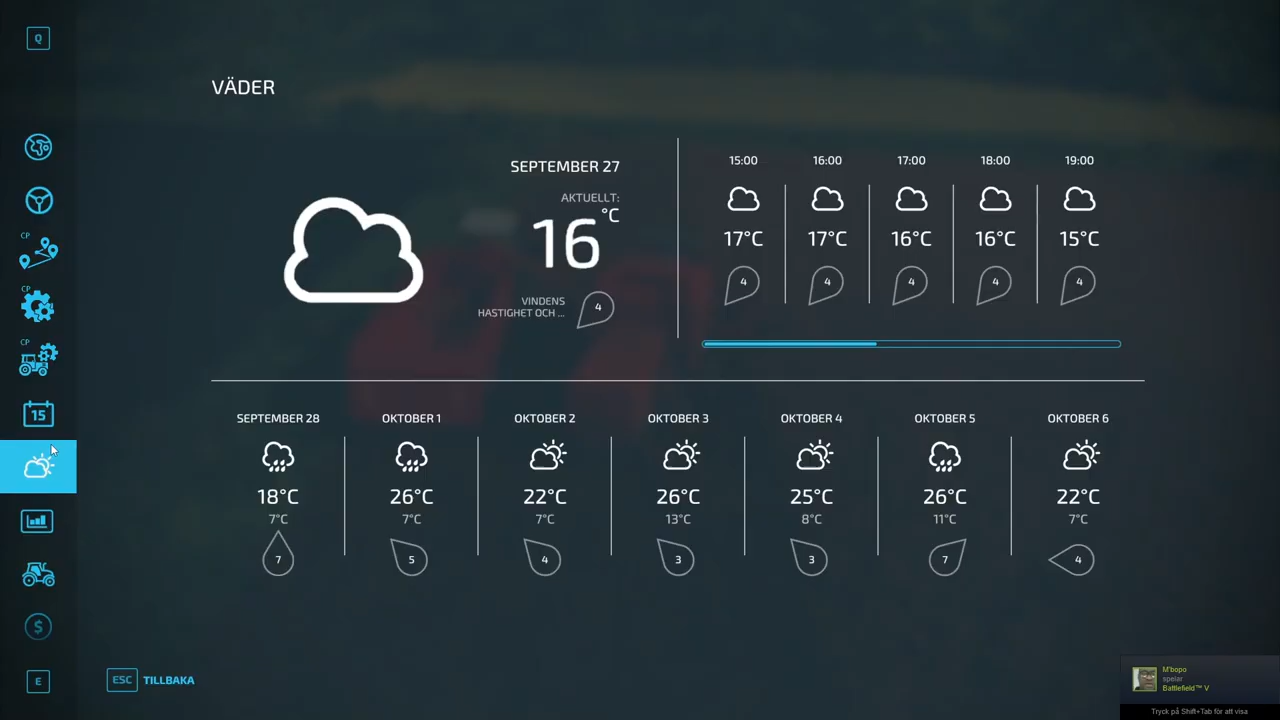 Q
VÄDER
SEPTEMBER 27
AKTUELLT:
16 °C
VINDENS
HASTIGHET OCH ...
4
15:00 16:00 17:00 18:00 19:00
17°C 17°C 16°C 16°C 15°C
4 4 4 4 4
CP
CP
CP
15
SEPTEMBER 28 OKTOBER 1 OKTOBER 2 OKTOBER 3 OKTOBER 4 OKTOBER 5 OKTOBER 6
18°C 26°C 22°C 26°C 25°C 26°C 22°C
7°C 7°C 7°C 13°C 8°C 11°C 7°C
7 5 4 3 3 7 4
$
E
ESC TILLBAKA
M'bopo
spelar
Battlefield™ V
Tryck på Shift+Tab för att visa